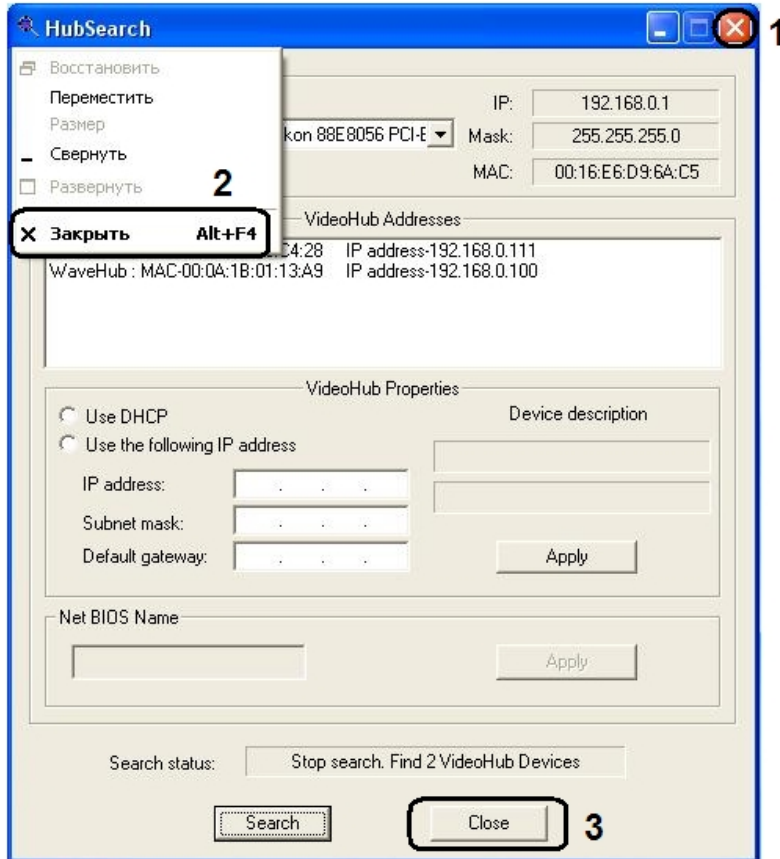 HubSearch
1
Восстановить
Переместить
Размер
Свернуть
Развернуть
2
Закрыть Alt+F4
kon 88E8056 PCI-E
IP: 192.168.0.1
Mask: 255.255.255.0
MAC: 00:16:E6:D9:6A:C5
VideoHub Addresses
C4:28 IP address-192.168.0.111
WaveHub : MAC-00:0A:1B:01:13:A9 IP address-192.168.0.100
VideoHub Properties
Use DHCP
Device description
Use the following IP address
IP address:
Subnet mask:
Default gateway:
Apply
Net BIOS Name
Apply
Search status: Stop search. Find 2 VideoHub Devices
Search Close 3